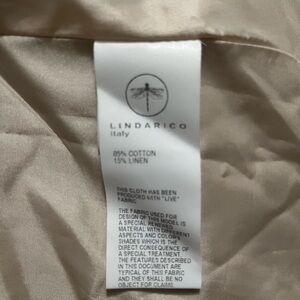 LINDARICO
Italy
85% COTTON
15% LINEN
THIS CLOTH HAS BEEN
PRODUCED WITH "LIVE"
FABRIC
THE FABRIC USED FOR
DESIGN OF THIS MODEL IS
A SPECIAL RENEWED
MATERIAL WITH DIFFERENT
ASPECTS AND COLORS
SHADES WHICH IS THE
DIRECT CONSEQUENCE OF
A SPECIAL TREATMENT.
THE FEATURES DESCRIBED
IN THIS DOCUMENT ARE
TYPICAL OF THIS FABRIC
AND THEY SHALL BE NO
OBJECT FOR CLAIMS.